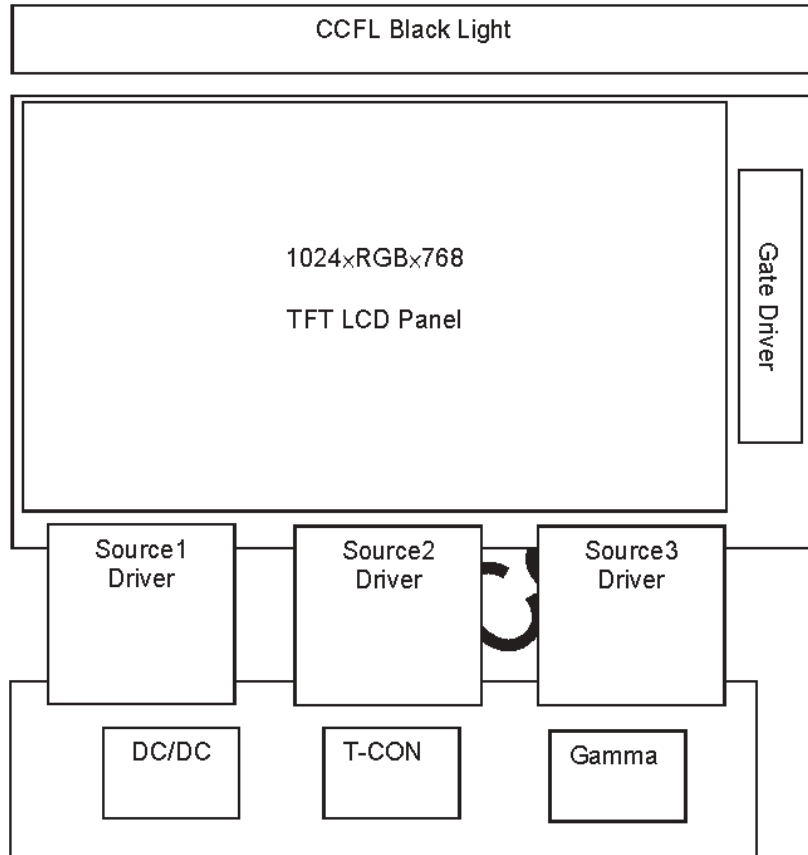 CCFL Black Light
1024×RGB×768
TFT LCD Panel
Gate Driver
Source1
Driver
Source2
Driver
Source3
Driver
DC/DC
T-CON
Gamma